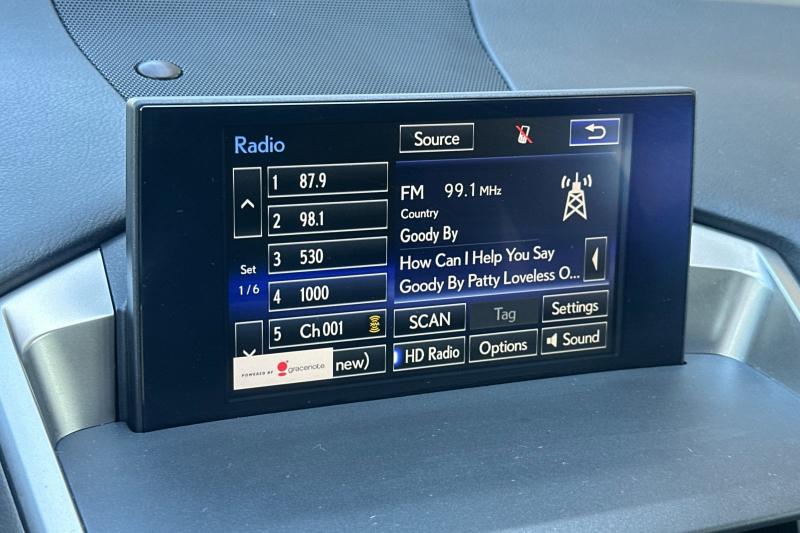 Radio
Source
1 87.9
2 98.1
3 530
4 1000
5 Ch 001
new)
Set
1/6
FM 99.1 MHz
Country
Goody By
How Can I Help You Say
Goody By Patty Loveless O...
SCAN
Tag
Settings
HD Radio
Options
Sound
POWERED BY gracenote